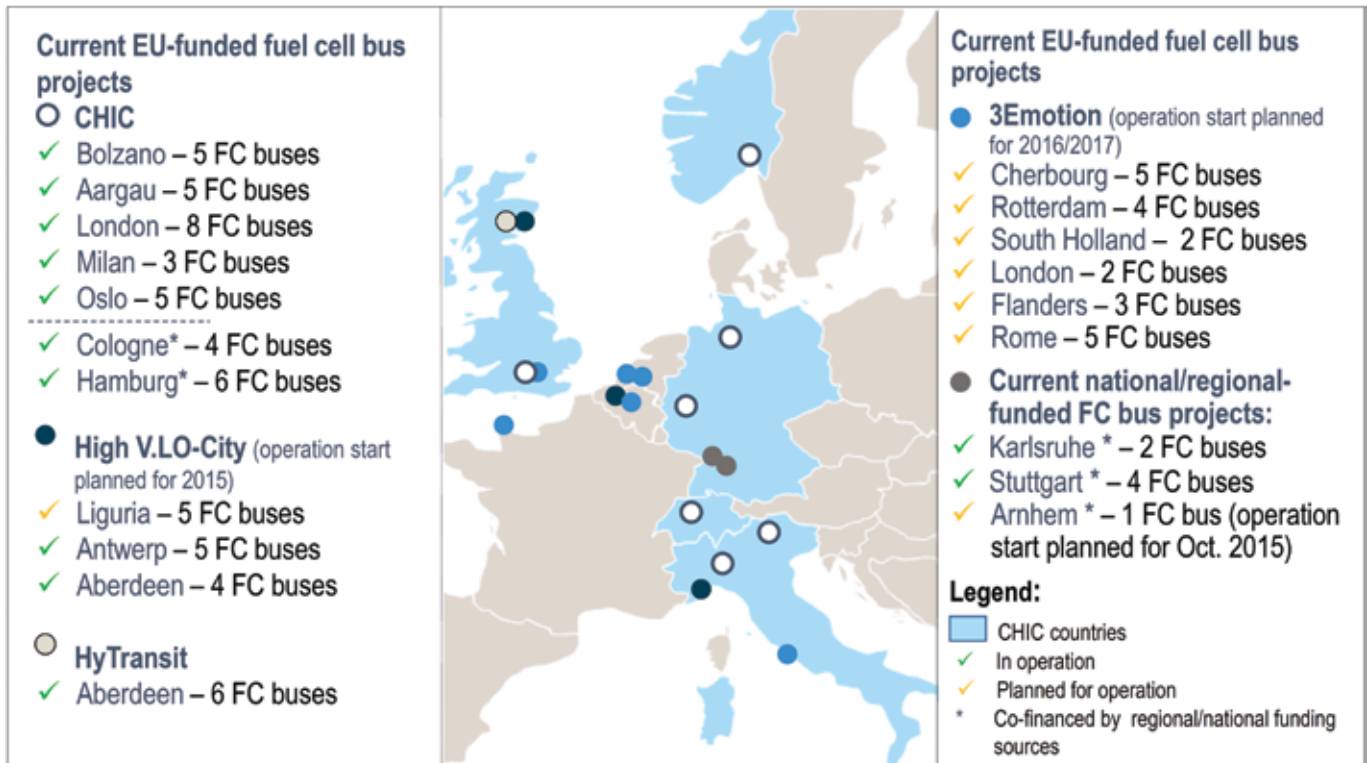 Current EU-funded fuel cell bus
projects
CHIC
✓ Bolzano – 5 FC buses
✓ Aargau – 5 FC buses
✓ London – 8 FC buses
✓ Milan – 3 FC buses
✓ Oslo – 5 FC buses
✓ Cologne* – 4 FC buses
✓ Hamburg* – 6 FC buses
High V.LO-City (operation start
planned for 2015)
✓ Liguria – 5 FC buses
✓ Antwerp – 5 FC buses
✓ Aberdeen – 4 FC buses
HyTransit
✓ Aberdeen – 6 FC buses
Current EU-funded fuel cell bus
projects
3Emotion (operation start planned
for 2016/2017)
✓ Cherbourg – 5 FC buses
✓ Rotterdam – 4 FC buses
✓ South Holland – 2 FC buses
✓ London – 2 FC buses
✓ Flanders – 3 FC buses
✓ Rome – 5 FC buses
Current national/regional-
funded FC bus projects:
✓ Karlsruhe * – 2 FC buses
✓ Stuttgart * – 4 FC buses
✓ Arnhem * – 1 FC bus (operation
start planned for Oct. 2015)
Legend:
CHIC countries
✓ In operation
✓ Planned for operation
* Co-financed by regional/national funding
sources